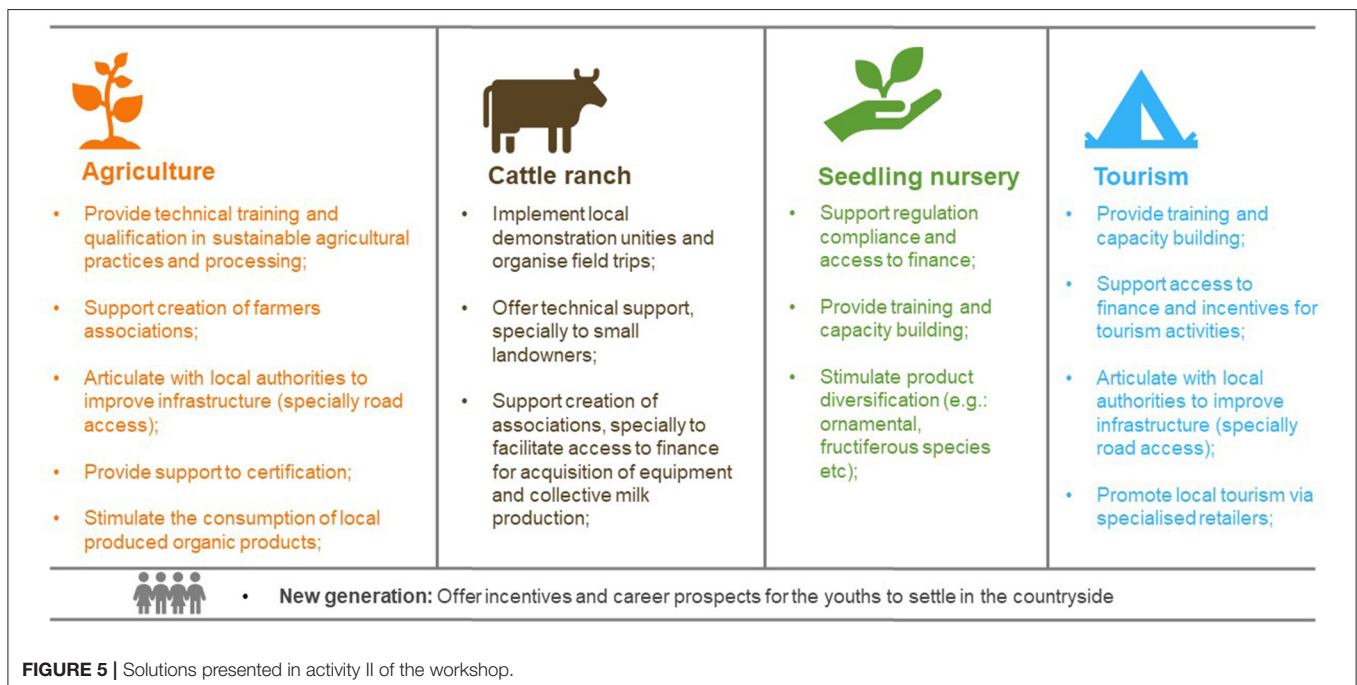 Agriculture
• Provide technical training and
qualification in sustainable agricultural
practices and processing;
• Support creation of farmers
associations;
• Articulate with local authorities to
improve infrastructure (specially road
access);
• Provide support to certification;
• Stimulate the consumption of local
produced organic products;
Cattle ranch
• Implement local
demonstration unities and
organise field trips;
• Offer technical support,
specially to small
landowners;
• Support creation of
associations, specially to
facilitate access to finance
for acquisition of equipment
and collective milk
production;
Seedling nursery
• Support regulation
compliance and
access to finance;
• Provide training and
capacity building;
• Stimulate product
diversification (e.g.:
ornamental,
fructiferous species
etc);
Tourism
• Provide training and
capacity building;
• Support access to
finance and incentives for
tourism activities;
• Articulate with local
authorities to improve
infrastructure (specially
road access);
• Promote local tourism via
specialised retailers;
• New generation: Offer incentives and career prospects for the youths to settle in the countryside
FIGURE 5 | Solutions presented in activity II of the workshop.